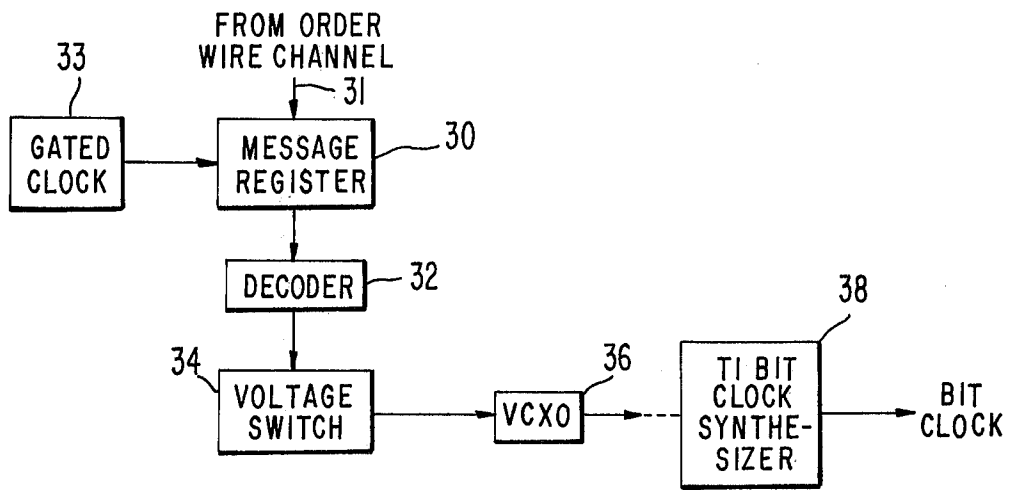 FROM ORDER
WIRE CHANNEL
31
33
GATED
CLOCK
MESSAGE
REGISTER
30
DECODER
32
34
VOLTAGE
SWITCH
VCXO
36
T1 BIT
CLOCK
SYNTHE-
SIZER
38
BIT
CLOCK